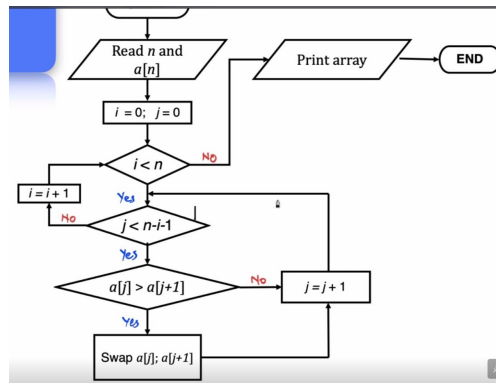 Read n and
a[n]
Print array
END
i = 0; j = 0
i < n
No
i = i + 1
Yes
No
j < n-i-1
Yes
a[j] > a[j+1]
No
j = j + 1
Yes
Swap a[j]; a[j+1]